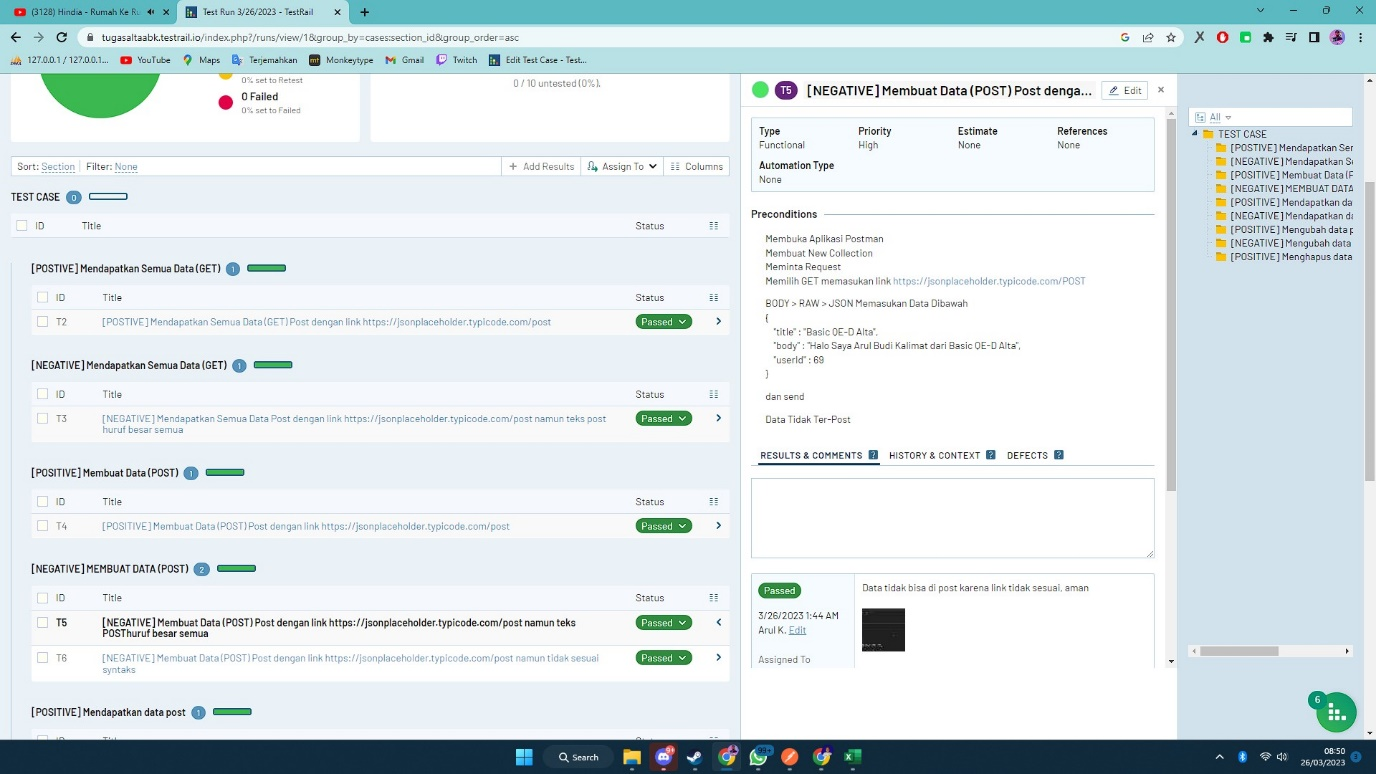 (3128) Hindia - Rumah Ke Ru
Test Run 3/26/2023 - TestRail
tugasaltaabk.testrail.io/index.php?/runs/view/1&group_by=cases:section_id&group_order=asc
127.0.0.1 / 127.0.0.1... YouTube Maps Terjemahkan Monkeytype Gmail Twitch Edit Test Case - Test...
0% set to Retest
0 Failed
0% set to Failed
0 / 10 untested (0%).
Sort: Section Filter: None
Add Results Assign To Columns
TEST CASE 0
ID Title Status
[POSTIVE] Mendapatkan Semua Data (GET) 1
ID Title Status
T2 [POSTIVE] Mendapatkan Semua Data (GET) Post dengan link https://jsonplaceholder.typicode.com/post Passed
[NEGATIVE] Mendapatkan Semua Data (GET) 1
ID Title Status
T3 [NEGATIVE] Mendapatkan Semua Data Post dengan link https://jsonplaceholder.typicode.com/post namun teks post Passed
huruf besar semua
[POSITIVE] Membuat Data (POST) 1
ID Title Status
T4 [POSITIVE] Membuat Data (POST) Post dengan link https://jsonplaceholder.typicode.com/post Passed
[NEGATIVE] MEMBUAT DATA (POST) 2
ID Title Status
T5 [NEGATIVE] Membuat Data (POST) Post dengan link https://jsonplaceholder.typicode.com/post namun teks Passed
POSThuruf besar semua
T6 [NEGATIVE] Membuat Data (POST) Post dengan link https://jsonplaceholder.typicode.com/post namun tidak sesuai Passed
syntaks
[POSITIVE] Mendapatkan data post 1
T5 [NEGATIVE] Membuat Data (POST) Post denga... Edit
Type Priority Estimate References
Functional High None None
Automation Type
None
Preconditions
Membuka Aplikasi Postman
Membuat New Collection
Meminta Request
Memilih GET memasukan link https://jsonplaceholder.typicode.com/POST
BODY > RAW > JSON Memasukan Data Dibawah
{
"title" : "Basic QE-D Alta",
"body" : "Halo Saya Arul Budi Kalimat dari Basic QE-D Alta",
"userId" : 69
}
dan send
Data Tidak Ter-Post
RESULTS & COMMENTS ? HISTORY & CONTEXT ? DEFECTS ?
Passed
3/26/2023 1:44 AM
Arul K. Edit
Assigned To
Data tidak bisa di post karena link tidak sesuai, aman
All
TEST CASE
[POSTIVE] Mendapatkan Ser
[NEGATIVE] Mendapatkan Se
[POSITIVE] Membuat Data (F
[NEGATIVE] MEMBUAT DATA
[POSITIVE] Mendapatkan da
[NEGATIVE] Mendapatkan da
[POSITIVE] Mengubah data p
[NEGATIVE] Mengubah data
[POSITIVE] Menghapus data
6
Search
9+
99+
08:50
26/03/2023
3